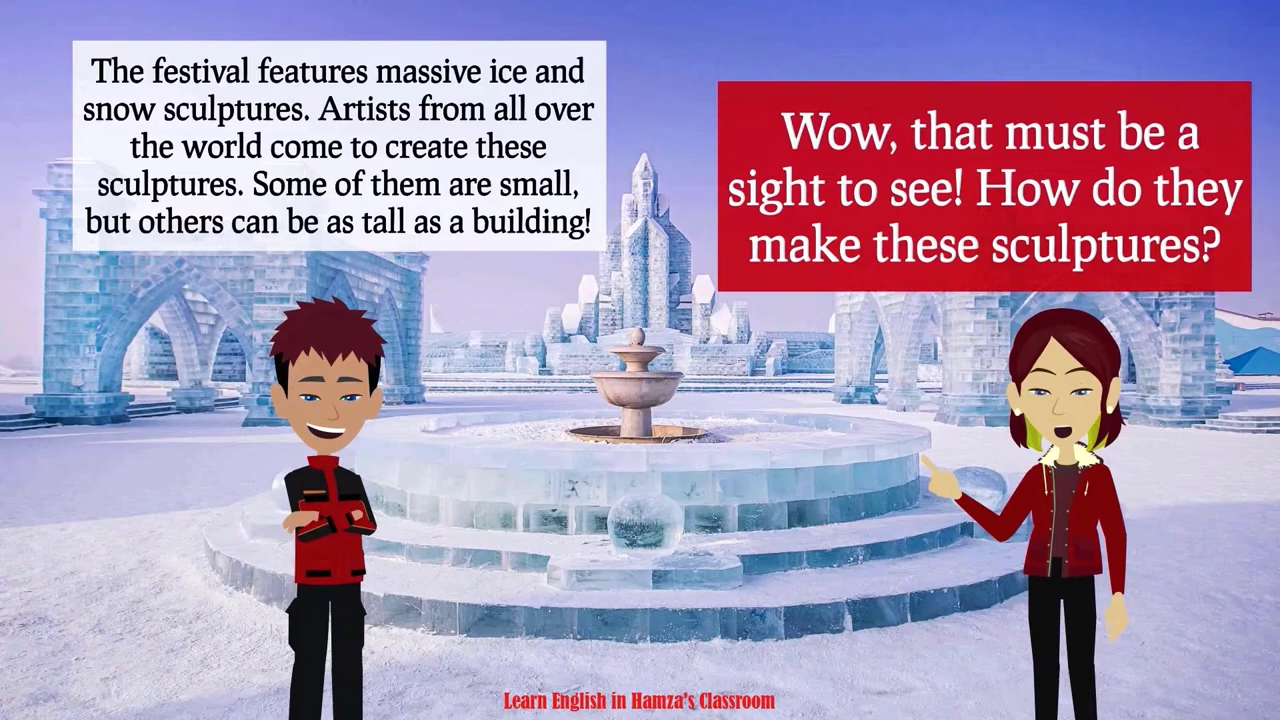 The festival features massive ice and
snow sculptures. Artists from all over
the world come to create these
sculptures. Some of them are small,
but others can be as tall as a building!
Wow, that must be a
sight to see! How do they
make these sculptures?
Learn English in Hamza's Classroom